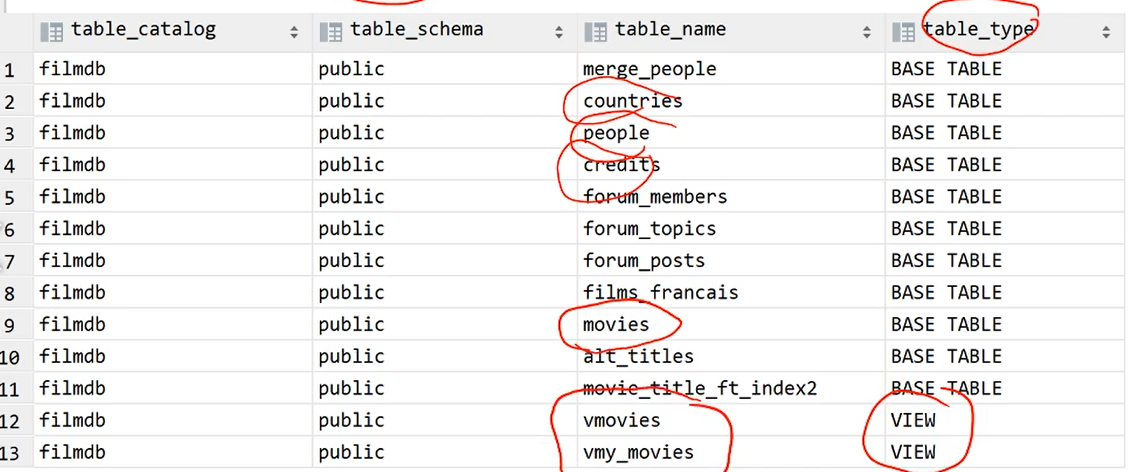 table_catalog table_schema table_name table_type
1 filmdb public merge_people BASE TABLE
2 filmdb public countries BASE TABLE
3 filmdb public people BASE TABLE
4 filmdb public credits BASE TABLE
5 filmdb public forum_members BASE TABLE
6 filmdb public forum_topics BASE TABLE
7 filmdb public forum_posts BASE TABLE
8 filmdb public films_francais BASE TABLE
9 filmdb public movies BASE TABLE
10 filmdb public alt_titles BASE TABLE
11 filmdb public movie_title_ft_index2 BASE TABLE
12 filmdb public vmovies VIEW
13 filmdb public vmy_movies VIEW